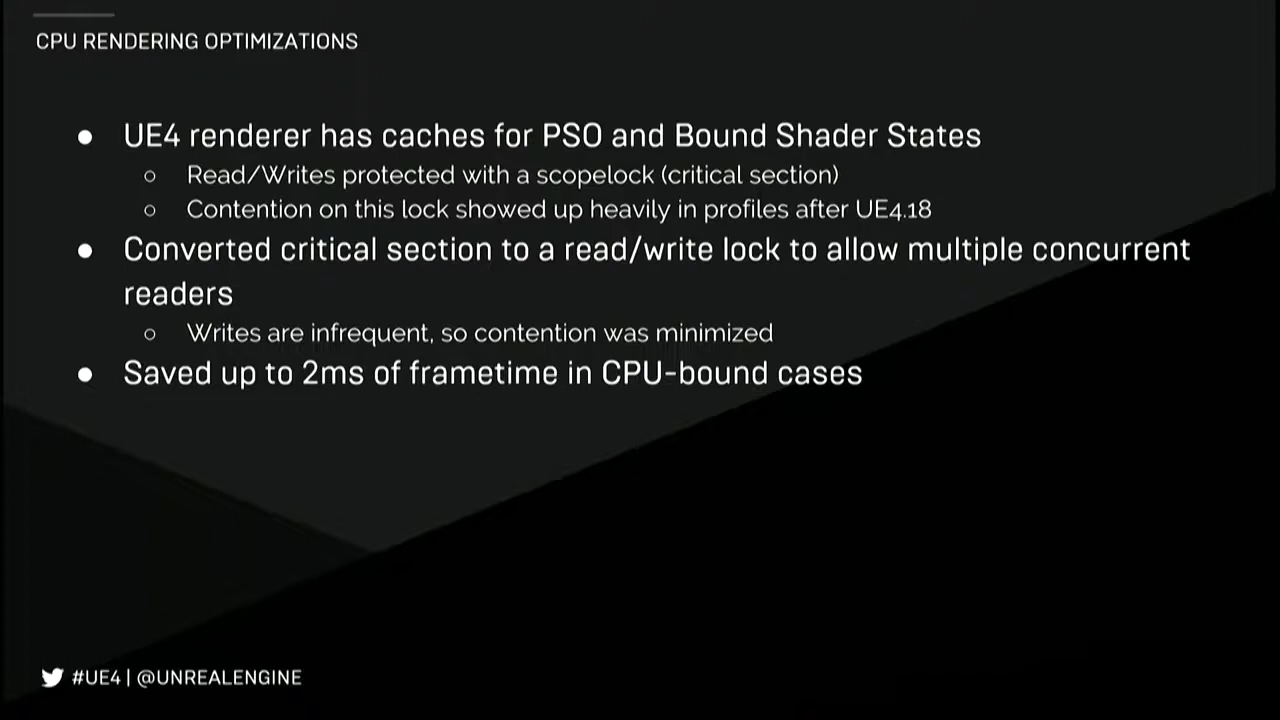 CPU RENDERING OPTIMIZATIONS
● UE4 renderer has caches for PSO and Bound Shader States
○ Read/Writes protected with a scopelock (critical section)
○ Contention on this lock showed up heavily in profiles after UE4.18
● Converted critical section to a read/write lock to allow multiple concurrent
readers
○ Writes are infrequent, so contention was minimized
● Saved up to 2ms of frametime in CPU-bound cases
#UE4 | @UNREALENGINE